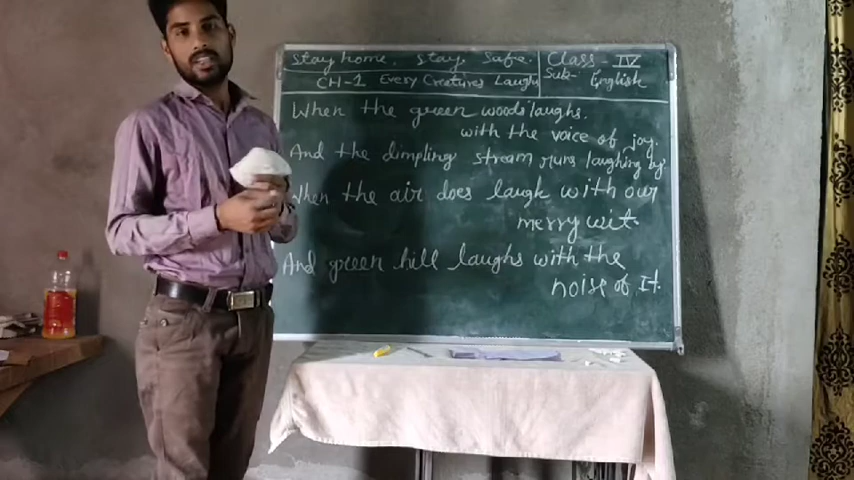 Stay home, Stay Safe.
Class - IV
Sub:- English
CH-1 Every Creature Laugh
When the green woods laughs.
With the voice of joy.
And the dimpling stream runs laughing by
When the air does laugh with our
merry wit
And green hill Laughs with the
noise of it